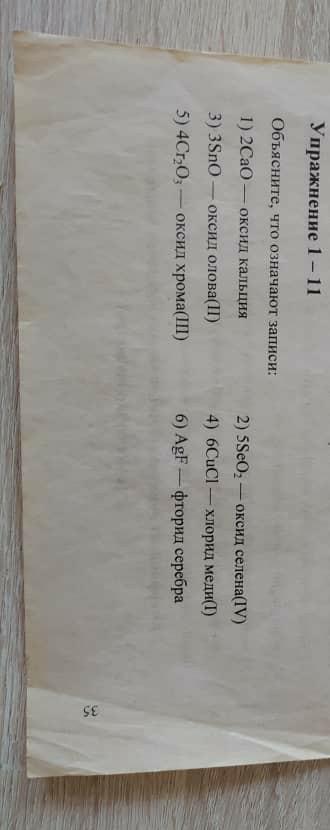 Упражнение 1 – 11
Объясните, что означают записи:
1) 2CaO — оксид кальция 2) 5SeO₂ — оксид селена(IV)
3) 3SnO — оксид олова(II) 4) 6CuCl — хлорид меди(I)
5) 4Cr₂O₃ — оксид хрома(III) 6) AgF — фторид серебра
35